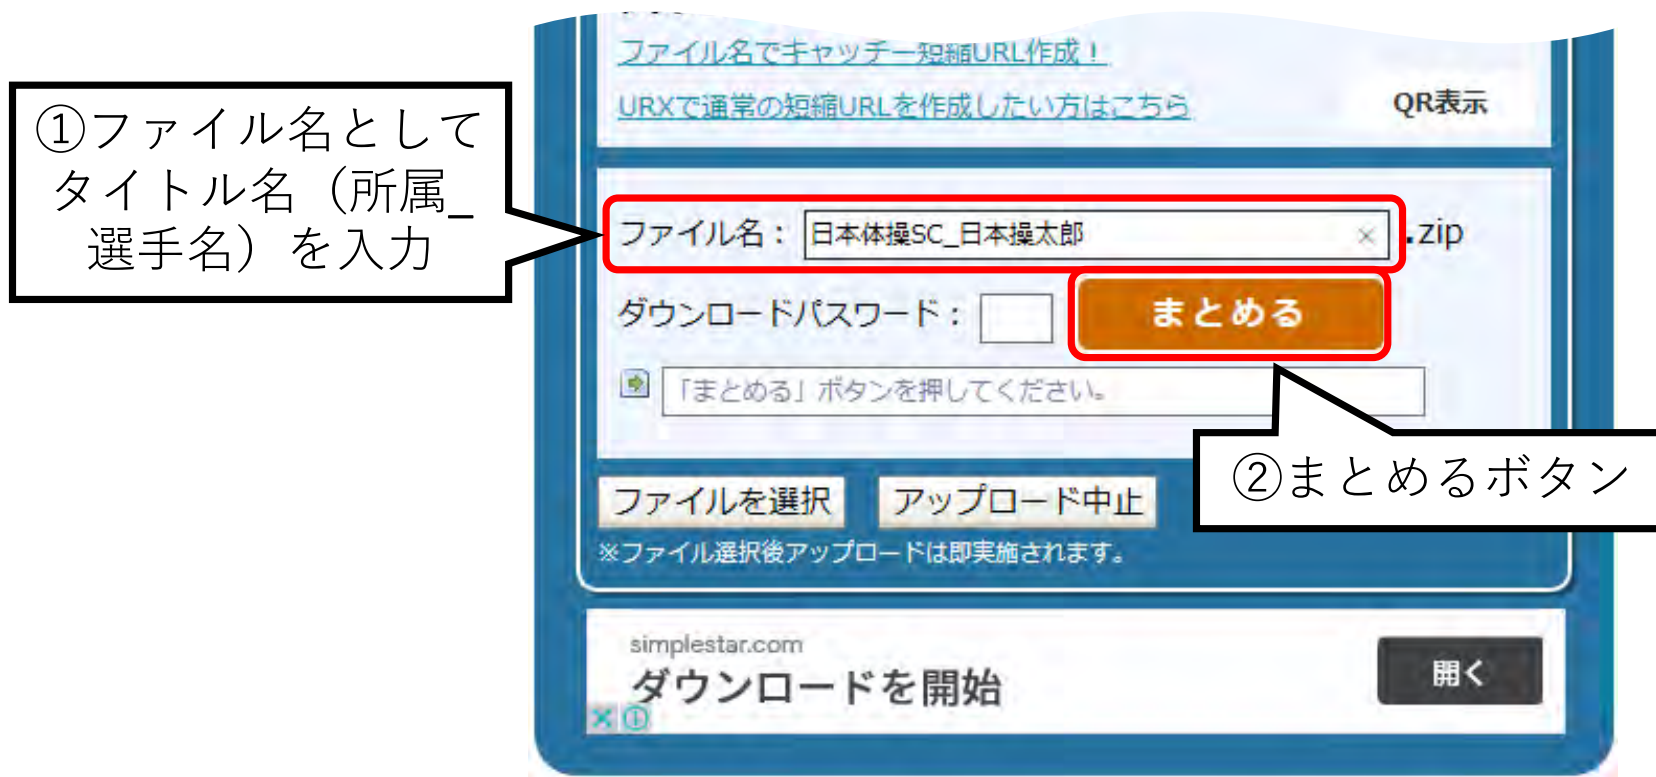 ファイル名でキャッチー短縮URL作成！
URXで通常の短縮URLを作成したい方はこちら
QR表示
①ファイル名として
タイトル名（所属_
選手名）を入力
ファイル名： 日本体操SC_日本操太郎 × .zip
ダウンロードパスワード： まとめる
「まとめる」ボタンを押してください。
②まとめるボタン
ファイルを選択 アップロード中止
※ファイル選択後アップロードは即実施されます。
simplestar.com
ダウンロードを開始
開く